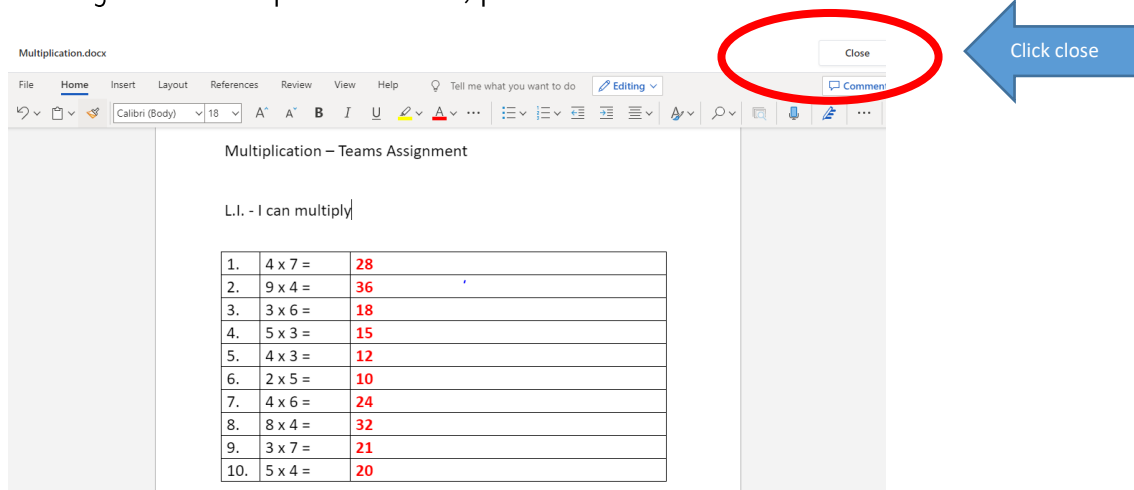 Multiplication.docx Close
Click close
File Home Insert Layout References Review View Help Tell me what you want to do Editing
Calibri (Body) 18 A A B I U A
Multiplication – Teams Assignment
L.I. - I can multiply
1. 4 x 7 = 28
2. 9 x 4 = 36
3. 3 x 6 = 18
4. 5 x 3 = 15
5. 4 x 3 = 12
6. 2 x 5 = 10
7. 4 x 6 = 24
8. 8 x 4 = 32
9. 3 x 7 = 21
10. 5 x 4 = 20